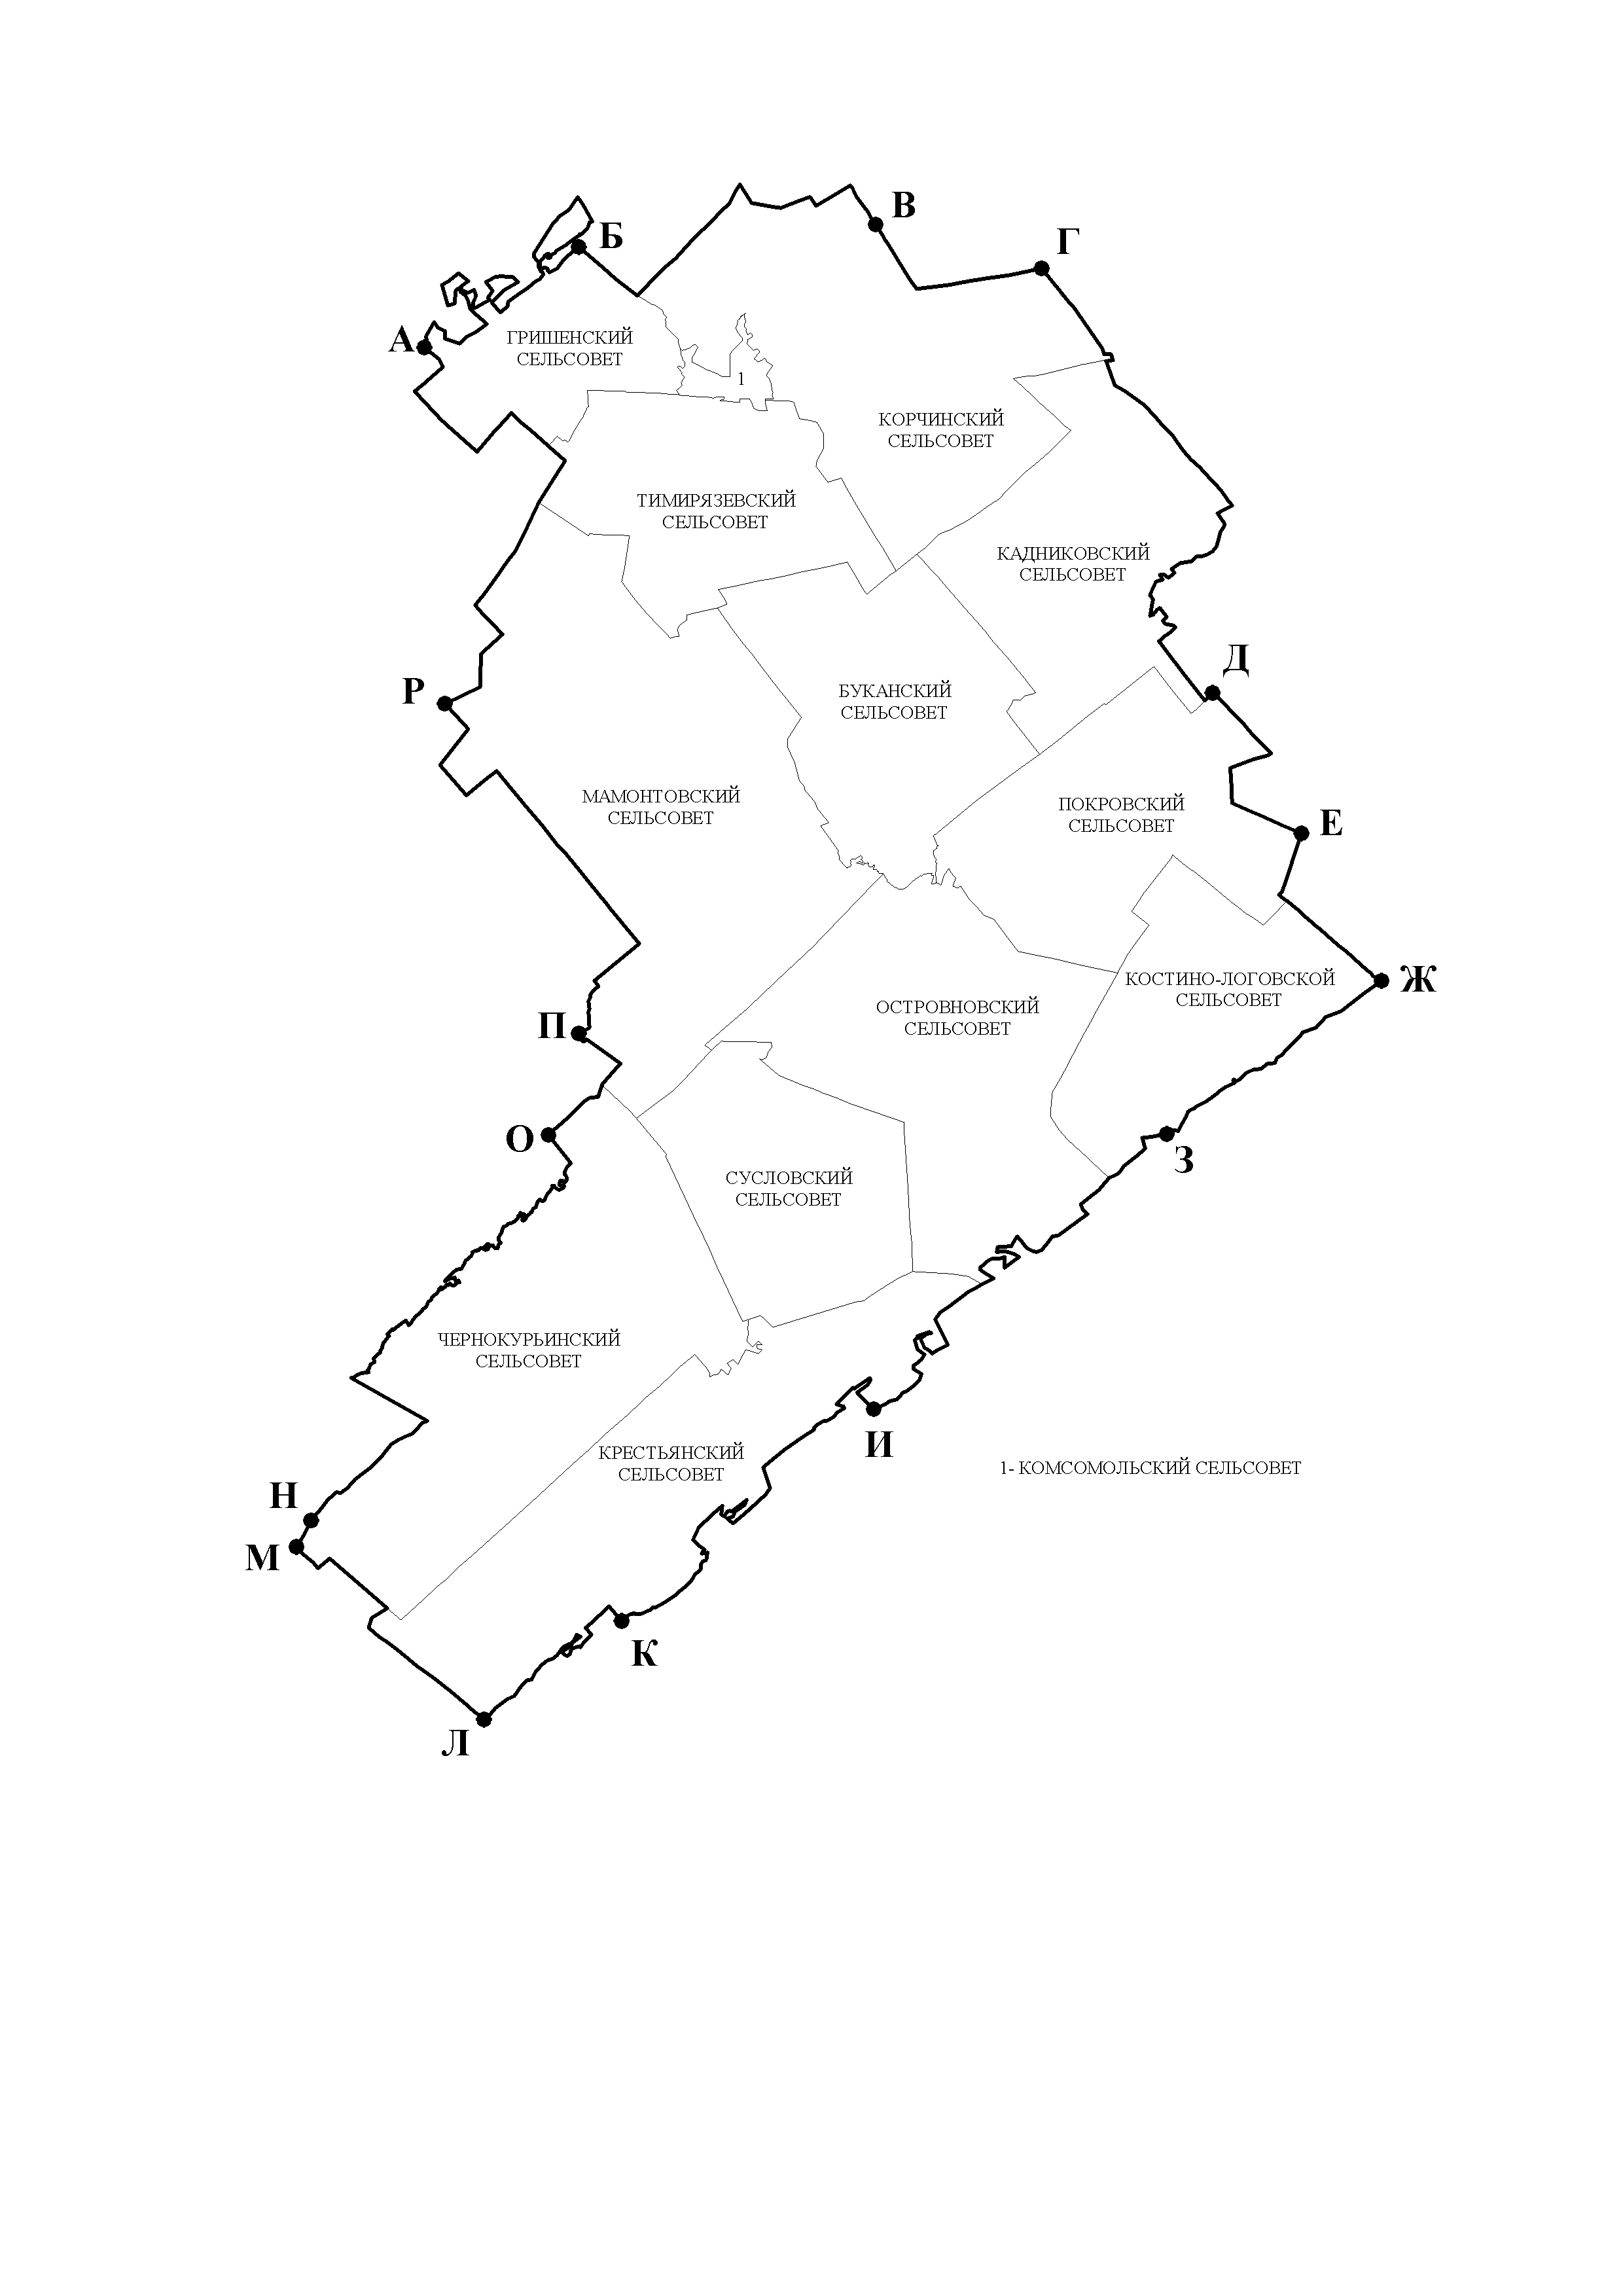 В
Б
Г
А
ГРИШЕНСКИЙ
СЕЛЬСОВЕТ
1
КОРЧИНСКИЙ
СЕЛЬСОВЕТ
ТИМИРЯЗЕВСКИЙ
СЕЛЬСОВЕТ
КАДНИКОВСКИЙ
СЕЛЬСОВЕТ
Д
Р
БУКАНСКИЙ
СЕЛЬСОВЕТ
МАМОНТОВСКИЙ
СЕЛЬСОВЕТ
ПОКРОВСКИЙ
СЕЛЬСОВЕТ
Е
КОСТИНО-ЛОГОВСКОЙ
СЕЛЬСОВЕТ
Ж
ОСТРОВНОВСКИЙ
СЕЛЬСОВЕТ
П
О
З
СУСЛОВСКИЙ
СЕЛЬСОВЕТ
ЧЕРНОКУРЬИНСКИЙ
СЕЛЬСОВЕТ
И
КРЕСТЬЯНСКИЙ
СЕЛЬСОВЕТ
1- КОМСОМОЛЬСКИЙ СЕЛЬСОВЕТ
Н
М
К
Л